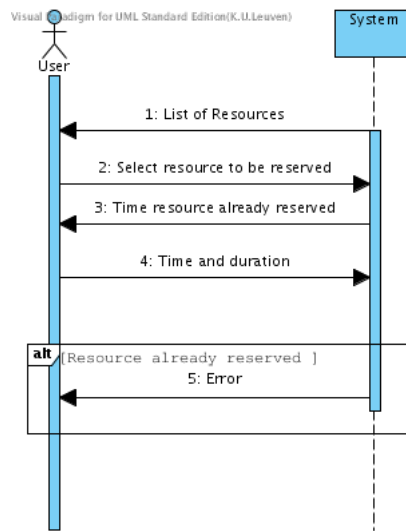 Visual Paradigm for UML Standard Edition(K.U.Leuven)
System
User
1: List of Resources
2: Select resource to be reserved
3: Time resource already reserved
4: Time and duration
alt
[Resource already reserved ]
5: Error